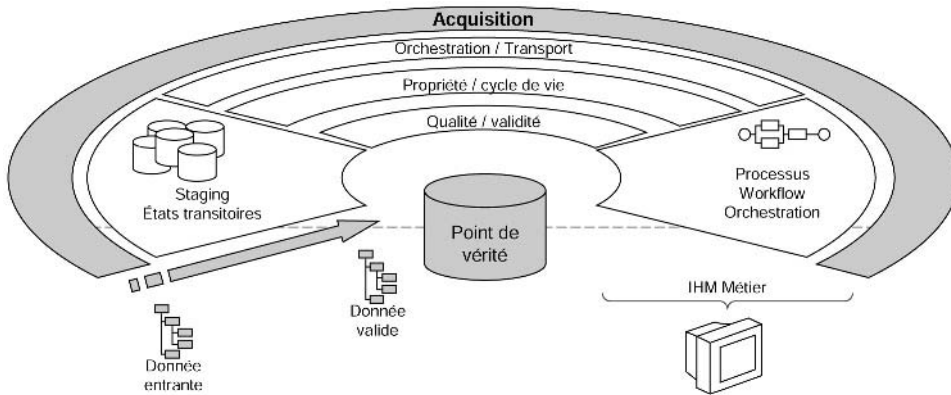 Acquisition
Orchestration / Transport
Propriété / cycle de vie
Qualité / validité
Staging
États transitoires
Processus
Workflow
Orchestration
Point de
vérité
IHM Métier
Donnée
valide
Donnée
entrante